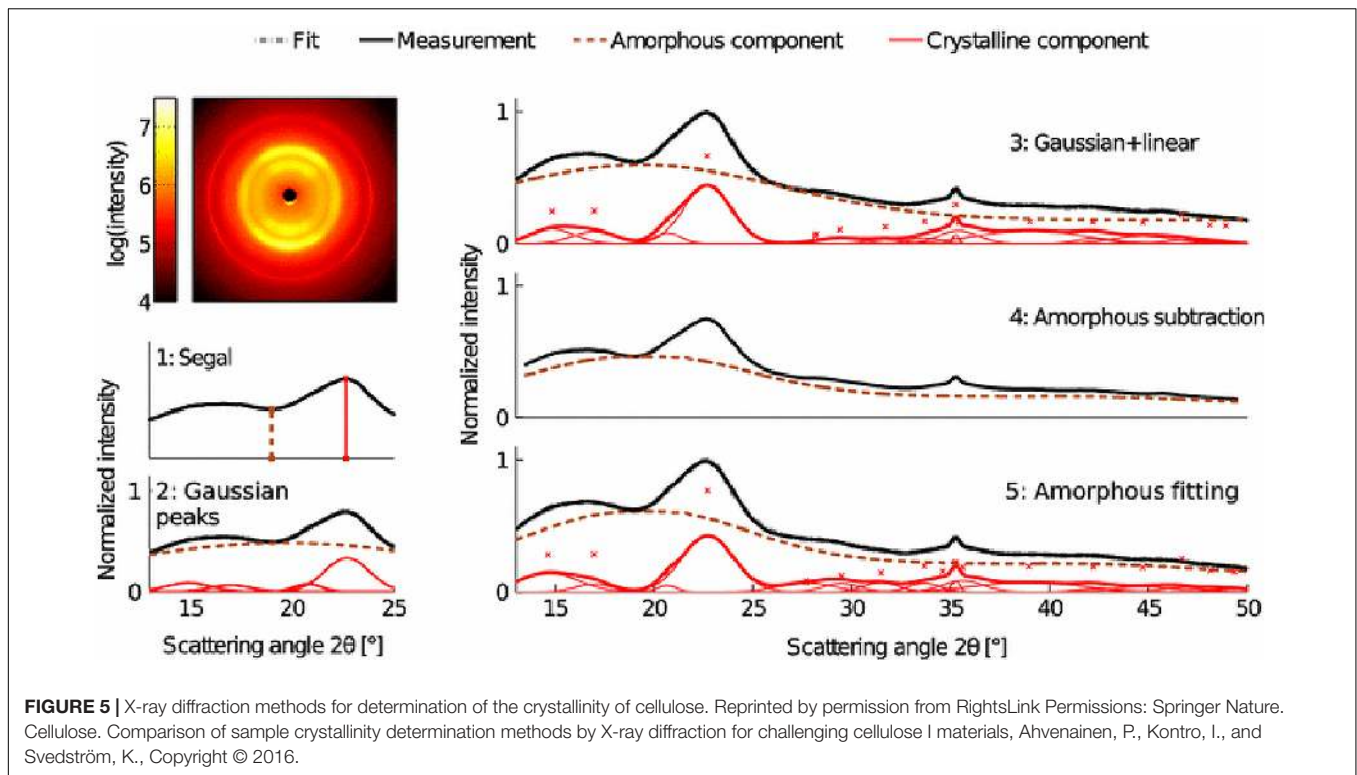 Fit Measurement Amorphous component Crystalline component
log(intensity)
7
6
5
4
1: Segal
Normalized intensity
1
0
2: Gaussian
peaks
15 20 25
Scattering angle 2θ [°]
Normalized intensity
1
0
3: Gaussian+linear
1
0
4: Amorphous subtraction
1
0
5: Amorphous fitting
15 20 25 30 35 40 45 50
Scattering angle 2θ [°]
FIGURE 5 | X-ray diffraction methods for determination of the crystallinity of cellulose. Reprinted by permission from RightsLink Permissions: Springer Nature.
Cellulose. Comparison of sample crystallinity determination methods by X-ray diffraction for challenging cellulose I materials, Ahvenainen, P., Kontro, I., and
Svedström, K., Copyright © 2016.